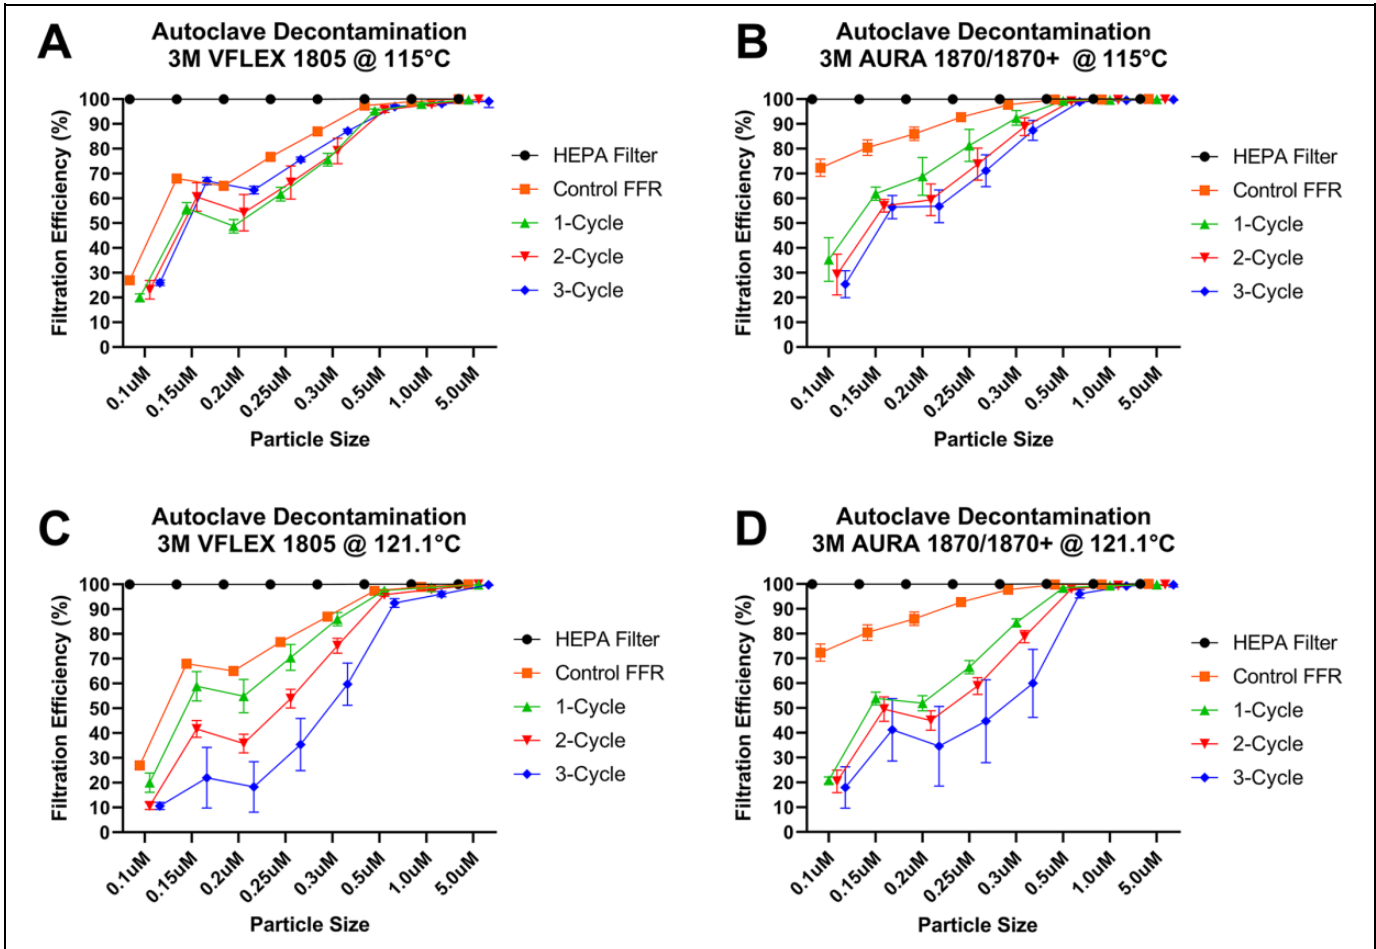 A
Autoclave Decontamination
3M VFLEX 1805 @ 115°C
Filtration Efficiency (%)
100
90
80
70
60
50
40
30
20
10
0
0.1uM
0.15uM
0.2uM
0.25uM
0.3uM
0.5uM
1.0uM
5.0uM
Particle Size
HEPA Filter
Control FFR
1-Cycle
2-Cycle
3-Cycle
B
Autoclave Decontamination
3M AURA 1870/1870+ @ 115°C
Filtration Efficiency (%)
100
90
80
70
60
50
40
30
20
10
0
0.1uM
0.15uM
0.2uM
0.25uM
0.3uM
0.5uM
1.0uM
5.0uM
Particle Size
HEPA Filter
Control FFR
1-Cycle
2-Cycle
3-Cycle
C
Autoclave Decontamination
3M VFLEX 1805 @ 121.1°C
Filtration Efficiency (%)
100
90
80
70
60
50
40
30
20
10
0
0.1uM
0.15uM
0.2uM
0.25uM
0.3uM
0.5uM
1.0uM
5.0uM
Particle Size
HEPA Filter
Control FFR
1-Cycle
2-Cycle
3-Cycle
D
Autoclave Decontamination
3M AURA 1870/1870+ @ 121.1°C
Filtration Efficiency (%)
100
90
80
70
60
50
40
30
20
10
0
0.1uM
0.15uM
0.2uM
0.25uM
0.3uM
0.5uM
1.0uM
5.0uM
Particle Size
HEPA Filter
Control FFR
1-Cycle
2-Cycle
3-Cycle